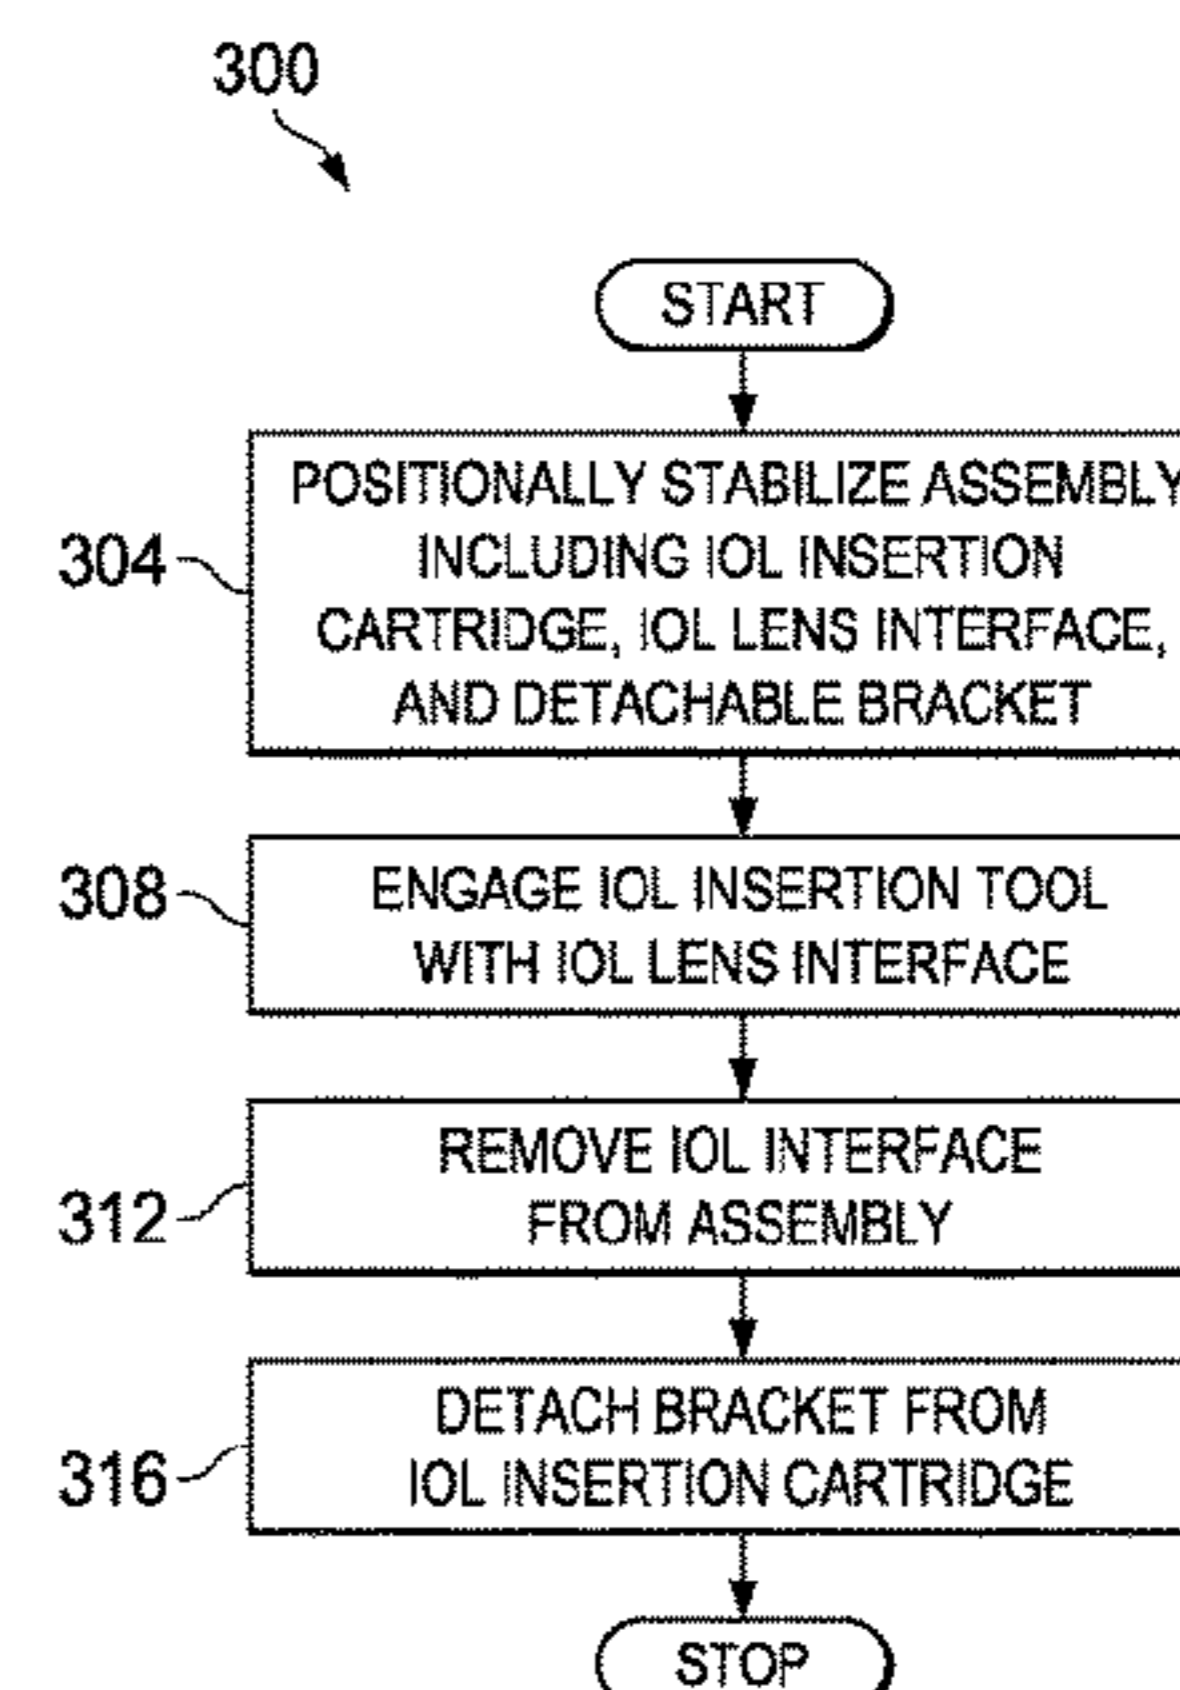 300
START
304
POSITIONALLY STABILIZE ASSEMBLY
INCLUDING IOL INSERTION
CARTRIDGE, IOL LENS INTERFACE,
AND DETACHABLE BRACKET
308
ENGAGE IOL INSERTION TOOL
WITH IOL LENS INTERFACE
312
REMOVE IOL INTERFACE
FROM ASSEMBLY
316
DETACH BRACKET FROM
IOL INSERTION CARTRIDGE
STOP